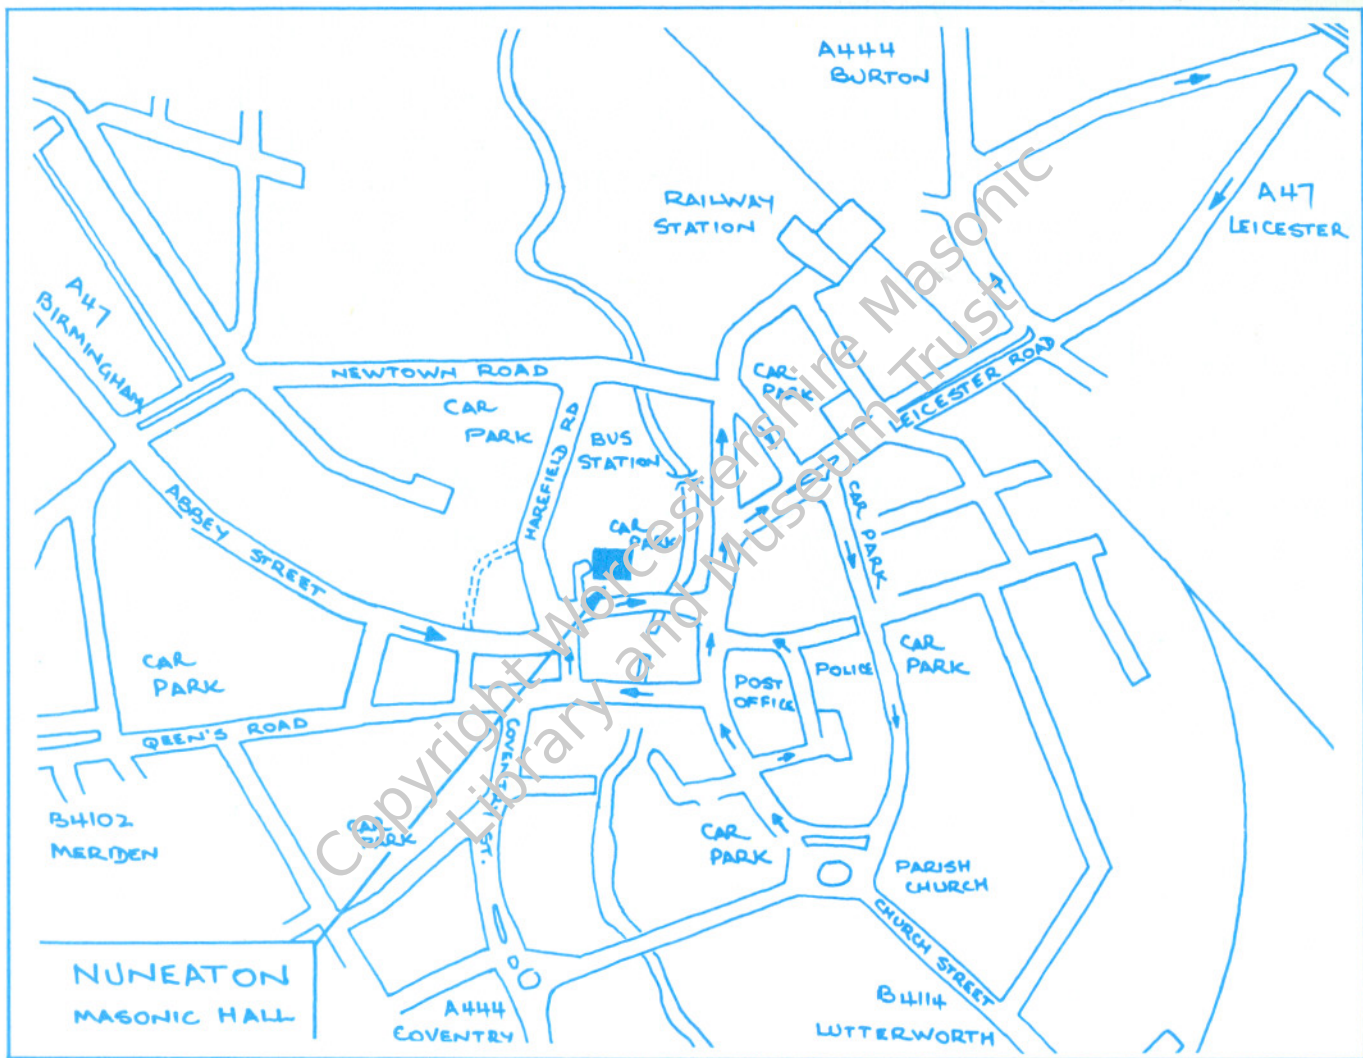 A444
BURTON
RAILWAY
STATION
A47
LEICESTER
A47
BIRMINGHAM
NEWTOWN ROAD
CAR
PARK
CAR
PARK
LEICESTER ROAD
HAREFIELD RD
BUS
STATION
CAR
PARK
CAR PARK
ABBEY STREET
CAR
PARK
CAR
PARK
POLICE
POST
OFFICE
QEEN'S ROAD
COVENTRY ST.
B4102
MERIDEN
CAR
PARK
CAR
PARK
PARISH
CHURCH
CHURCH STREET
NUNEATON
MASONIC HALL
A444
COVENTRY
B4114
LUTTERWORTH
Copyright Worcestershire Masonic
Library and Museum Trust